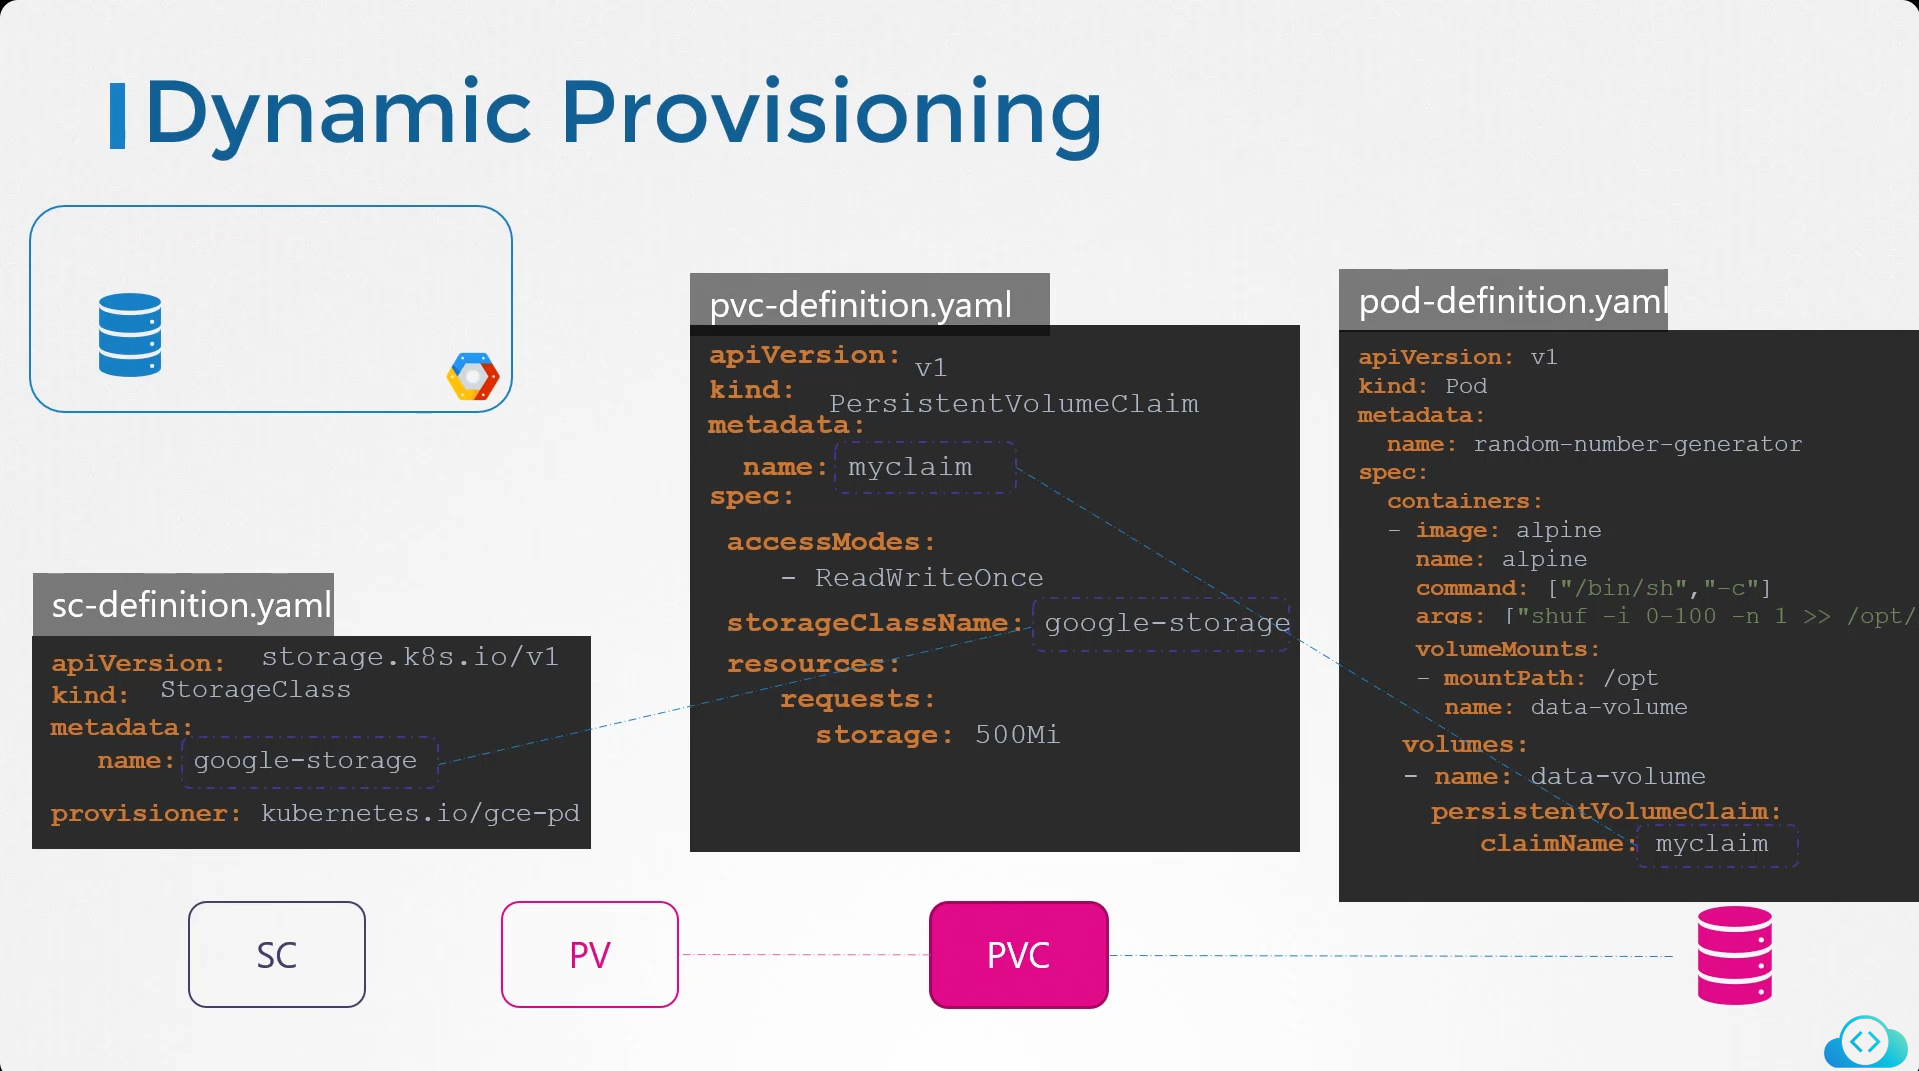 Dynamic Provisioning
sc-definition.yaml
apiVersion: storage.k8s.io/v1
kind: StorageClass
metadata:
name: google-storage
provisioner: kubernetes.io/gce-pd
pvc-definition.yaml
apiVersion: v1
kind: PersistentVolumeClaim
metadata:
name: myclaim
spec:
accessModes:
- ReadWriteOnce
storageClassName: google-storage
resources:
requests:
storage: 500Mi
pod-definition.yaml
apiVersion: v1
kind: Pod
metadata:
name: random-number-generator
spec:
containers:
- image: alpine
name: alpine
command: ["/bin/sh","-c"]
args: ["shuf -i 0-100 -n 1 >> /opt/
volumeMounts:
- mountPath: /opt
name: data-volume
volumes:
- name: data-volume
persistentVolumeClaim:
claimName: myclaim
SC
PV
PVC